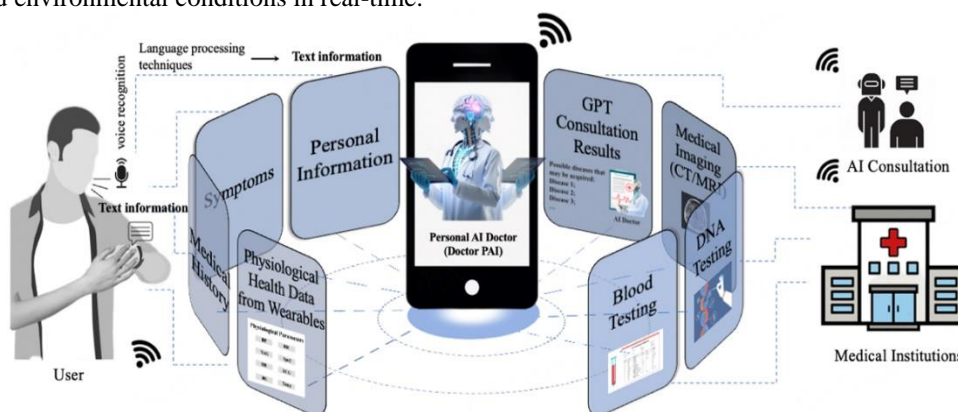 d environmental conditions in real-time.
Language processing
techniques
Text information
voice recognition
Text information
User
Symptoms
Medical
History
Personal
Information
Physiological
Health Data
from Wearables
Physiological Parameters
Personal AI Doctor
(Doctor PAI)
GPT
Consultation
Results
Possible diseases that
may be acquired:
Disease 1;
Disease 2;
Disease 3;
...
AI Doctor
Medical
Imaging
(CT/MRI
DNA
Testing
Blood
Testing
AI Consultation
Medical Institutions